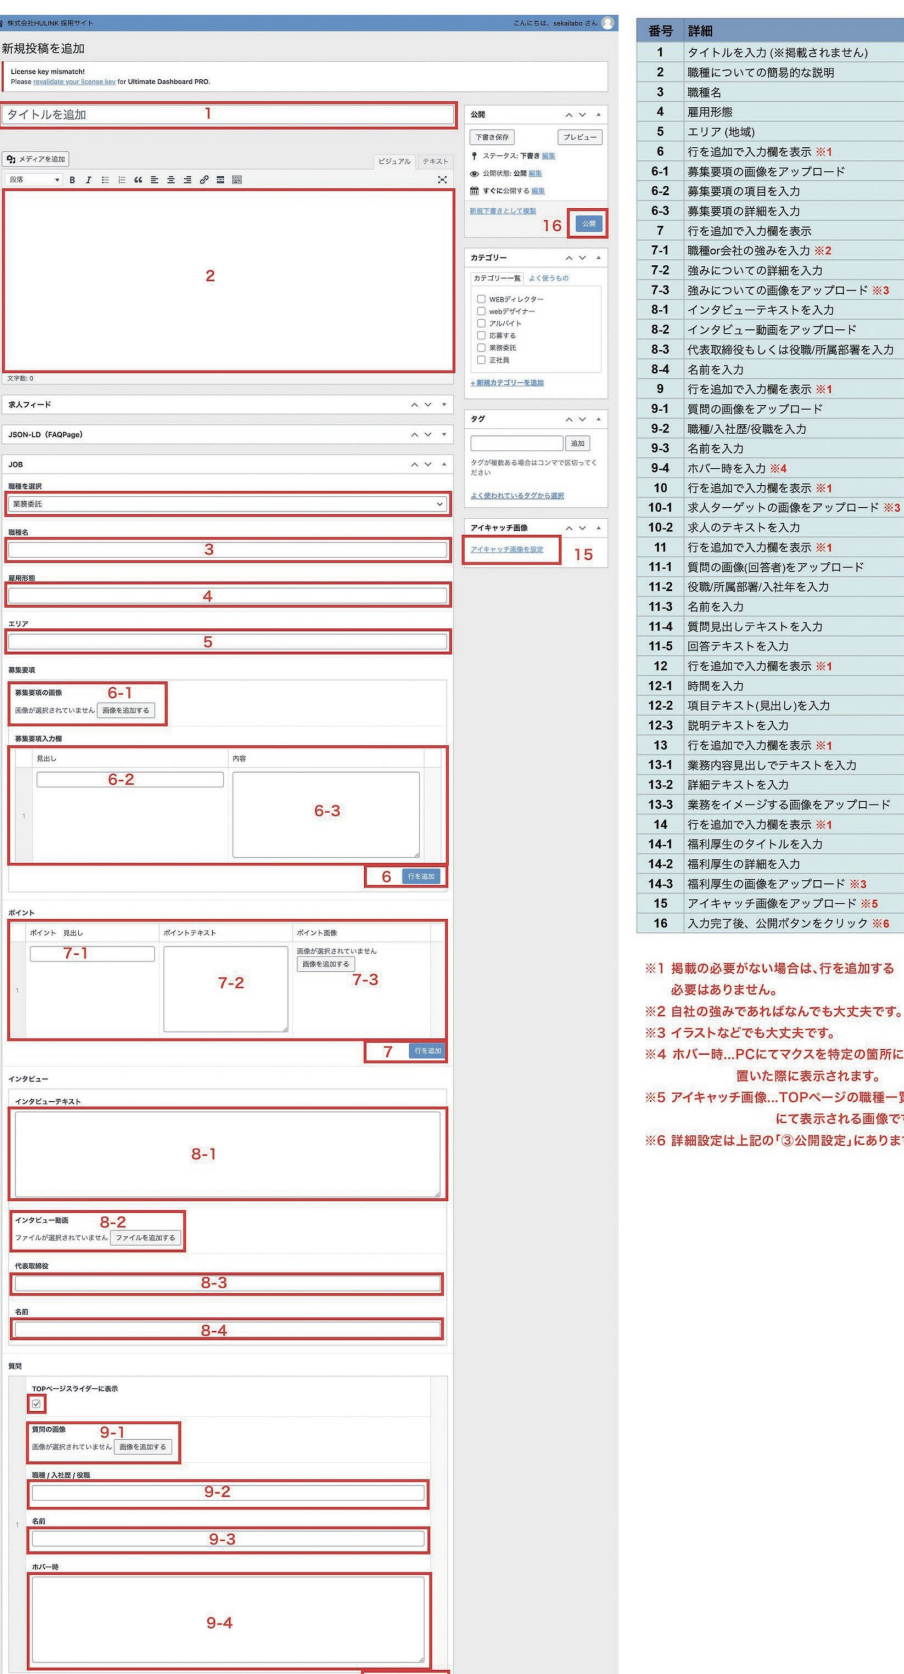 株式会社HULINK 採用サイト
こんにちは、sekailabo さん
新規投稿を追加
License key mismatch!
Please revalidate your license key for Ultimate Dashboard PRO.
タイトルを追加
1
メディアを追加
ビジュアル テキスト
段落
B I
2
文字数: 0
求人フィード
JSON-LD（FAQPage）
JOB
職種を選択
業務委託
職種名
3
雇用形態
4
エリア
5
募集要項
募集要項の画像
6-1
画像が選択されていません 画像を追加する
募集要項入力欄
見出し 内容
6-2
6-3
1
6 行を追加
ポイント
ポイント 見出し ポイントテキスト ポイント画像
7-1
画像が選択されていません
画像を追加する
7-2
7-3
1
7 行を追加
インタビュー
インタビューテキスト
8-1
インタビュー動画
8-2
ファイルが選択されていません ファイルを追加する
代表取締役
8-3
名前
8-4
質問
TOPページスライダーに表示
質問の画像
9-1
画像が選択されていません 画像を追加する
職種 / 入社歴 / 役職
9-2
1
名前
9-3
ホバー時
9-4
公開
下書き保存 プレビュー
ステータス: 下書き 編集
公開状態: 公開 編集
すぐに公開する 編集
新規下書きとして複製
16 公開
カテゴリー
カテゴリー一覧 よく使うもの
WEBディレクター
webデザイナー
アルバイト
応募する
業務委託
正社員
+ 新規カテゴリーを追加
タグ
追加
タグが複数ある場合はコンマで区切ってく
ださい
よく使われているタグから選択
アイキャッチ画像
アイキャッチ画像を設定
15
番号 詳細
1 タイトルを入力 (※掲載されません)
2 職種についての簡易的な説明
3 職種名
4 雇用形態
5 エリア (地域)
6 行を追加で入力欄を表示 ※1
6-1 募集要項の画像をアップロード
6-2 募集要項の項目を入力
6-3 募集要項の詳細を入力
7 行を追加で入力欄を表示
7-1 職種or会社の強みを入力 ※2
7-2 強みについての詳細を入力
7-3 強みについての画像をアップロード ※3
8-1 インタビューテキストを入力
8-2 インタビュー動画をアップロード
8-3 代表取締役もしくは役職/所属部署を入力
8-4 名前を入力
9 行を追加で入力欄を表示 ※1
9-1 質問の画像をアップロード
9-2 職種/入社歴/役職を入力
9-3 名前を入力
9-4 ホバー時を入力 ※4
10 行を追加で入力欄を表示 ※1
10-1 求人ターゲットの画像をアップロード ※3
10-2 求人のテキストを入力
11 行を追加で入力欄を表示 ※1
11-1 質問の画像(回答者)をアップロード
11-2 役職/所属部署/入社年を入力
11-3 名前を入力
11-4 質問見出しテキストを入力
11-5 回答テキストを入力
12 行を追加で入力欄を表示 ※1
12-1 時間を入力
12-2 項目テキスト(見出し)を入力
12-3 説明テキストを入力
13 行を追加で入力欄を表示 ※1
13-1 業務内容見出しでテキストを入力
13-2 詳細テキストを入力
13-3 業務をイメージする画像をアップロード
14 行を追加で入力欄を表示 ※1
14-1 福利厚生のタイトルを入力
14-2 福利厚生の詳細を入力
14-3 福利厚生の画像をアップロード ※3
15 アイキャッチ画像をアップロード ※5
16 入力完了後、公開ボタンをクリック ※6
※1 掲載の必要がない場合は、行を追加する
必要はありません。
※2 自社の強みであればなんでも大丈夫です。
※3 イラストなどでも大丈夫です。
※4 ホバー時...PCにてマクスを特定の箇所に
置いた際に表示されます。
※5 アイキャッチ画像...TOPページの職種一覧
にて表示される画像で
※6 詳細設定は上記の「③公開設定」にありま